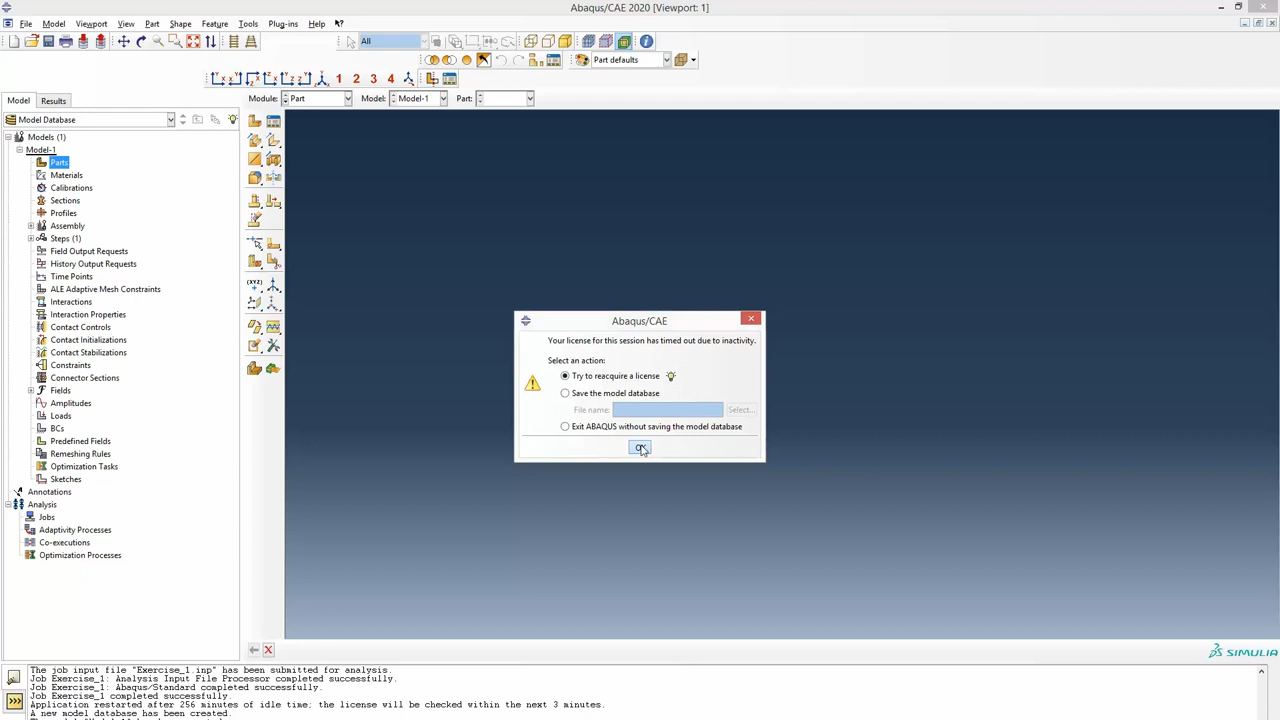 Abaqus/CAE 2020 [Viewport: 1]
File Model Viewport View Part Shape Feature Tools Plug-ins Help
All
Part defaults
1 2 3 4
Model Results
Module: Part Model: Model-1 Part:
Model Database
Models (1)
Model-1
Parts
Materials
Calibrations
Sections
Profiles
Assembly
Steps (1)
Field Output Requests
History Output Requests
Time Points
ALE Adaptive Mesh Constraints
Interactions
Interaction Properties
Contact Controls
Contact Initializations
Contact Stabilizations
Constraints
Connector Sections
Fields
Amplitudes
Loads
BCs
Predefined Fields
Remeshing Rules
Optimization Tasks
Sketches
Annotations
Analysis
Jobs
Adaptivity Processes
Co-executions
Optimization Processes
Abaqus/CAE
Your license for this session has timed out due to inactivity.
Select an action:
Try to reacquire a license
Save the model database
File name: Select...
Exit ABAQUS without saving the model database
SIMULIA
The job input file "Exercise_1.inp" has been submitted for analysis.
Job Exercise_1: Analysis Input File Processor completed successfully.
Job Exercise_1: Abaqus/Standard completed successfully.
Job Exercise_1 completed successfully.
Application restarted after 256 minutes of idle time; the license will be checked within the next 3 minutes.
A new model database has been created.